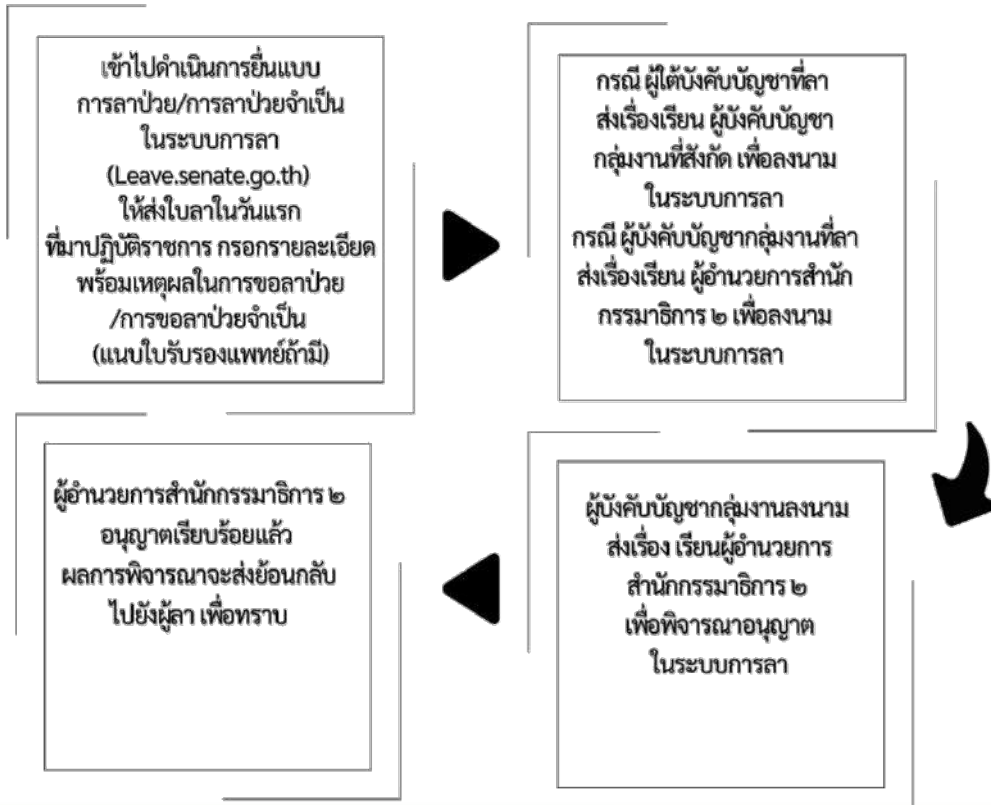 เข้าไปดำเนินการยื่นแบบ
การลาป่วย/การลาป่วยจำเป็น
ในระบบการลา
(Leave.senate.go.th)
ให้ส่งใบลาในวันแรก
ที่มาปฏิบัติราชการ กรอกรายละเอียด
พร้อมเหตุผลในการขอลาป่วย
/การขอลาป่วยจำเป็น
(แนบใบรับรองแพทย์ถ้ามี)
กรณี ผู้ใต้บังคับบัญชาที่ลา
ส่งเรื่องเรียน ผู้บังคับบัญชา
กลุ่มงานที่สังกัด เพื่อลงนาม
ในระบบการลา
กรณี ผู้บังคับบัญชากลุ่มงานที่ลา
ส่งเรื่องเรียน ผู้อำนวยการสำนัก
กรรมาธิการ ๒ เพื่อลงนาม
ในระบบการลา
ผู้บังคับบัญชากลุ่มงานลงนาม
ส่งเรื่อง เรียนผู้อำนวยการ
สำนักกรรมาธิการ ๒
เพื่อพิจารณาอนุญาต
ในระบบการลา
ผู้อำนวยการสำนักกรรมาธิการ ๒
อนุญาตเรียบร้อยแล้ว
ผลการพิจารณาจะส่งย้อนกลับ
ไปยังผู้ลา เพื่อทราบ